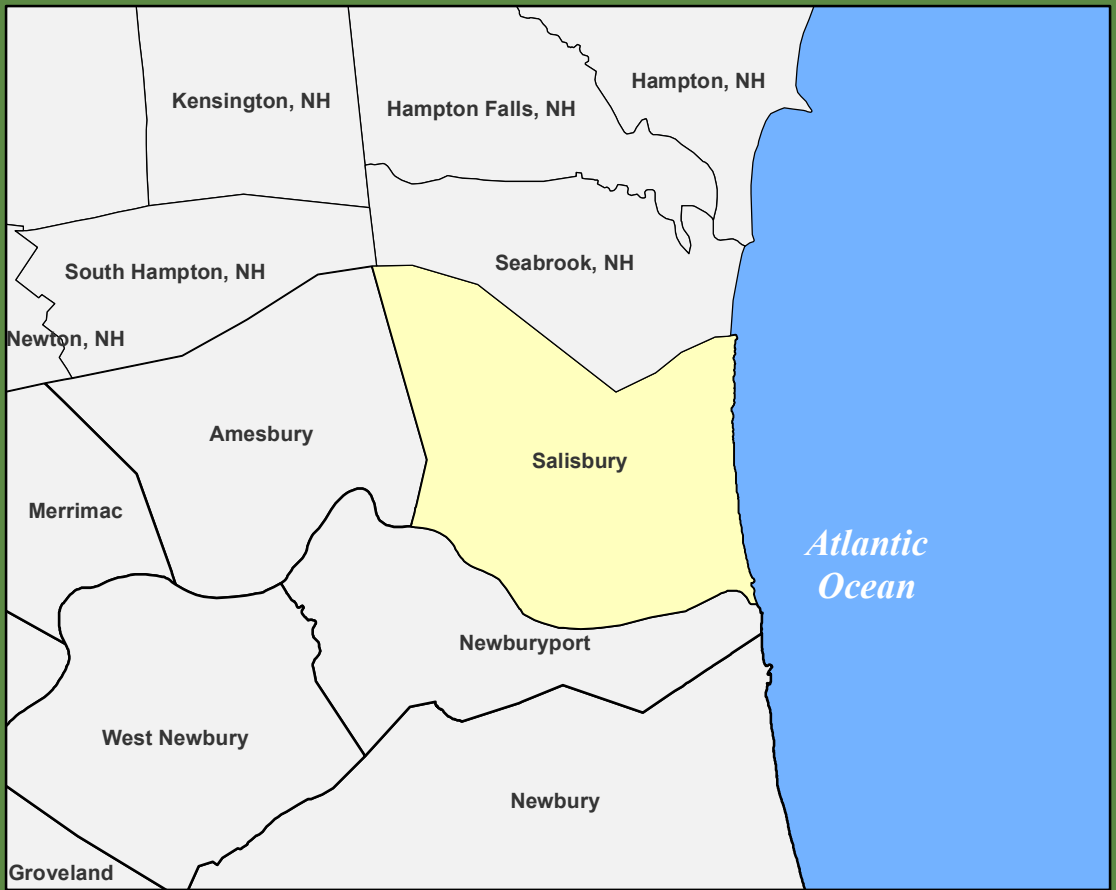 Hampton, NH
Kensington, NH
Hampton Falls, NH
Seabrook, NH
South Hampton, NH
Newton, NH
Amesbury
Salisbury
Merrimac
Atlantic
Ocean
Newburyport
West Newbury
Newbury
Groveland